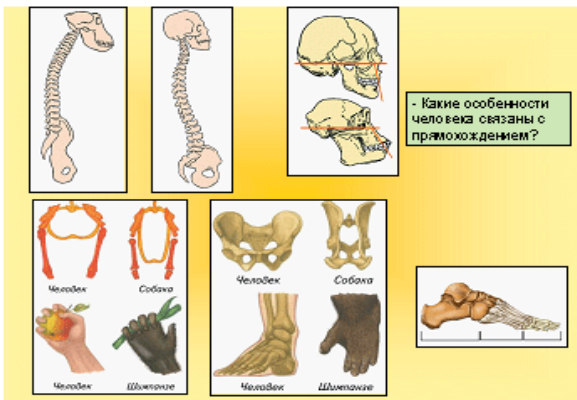 - Какие особенности
человека связаны с
прямохождением?
Человек Собака
Человек Шимпанзе
Человек Собака
Человек Шимпанзе